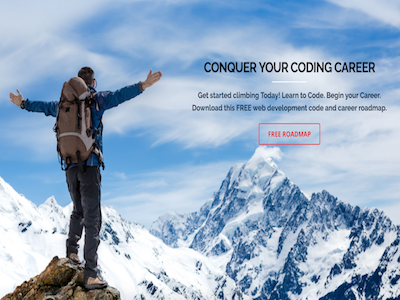 CONQUER YOUR CODING CAREER
Get started climbing Today! Learn to Code. Begin your Career.
Download this FREE web development code and career roadmap.
FREE ROADMAP